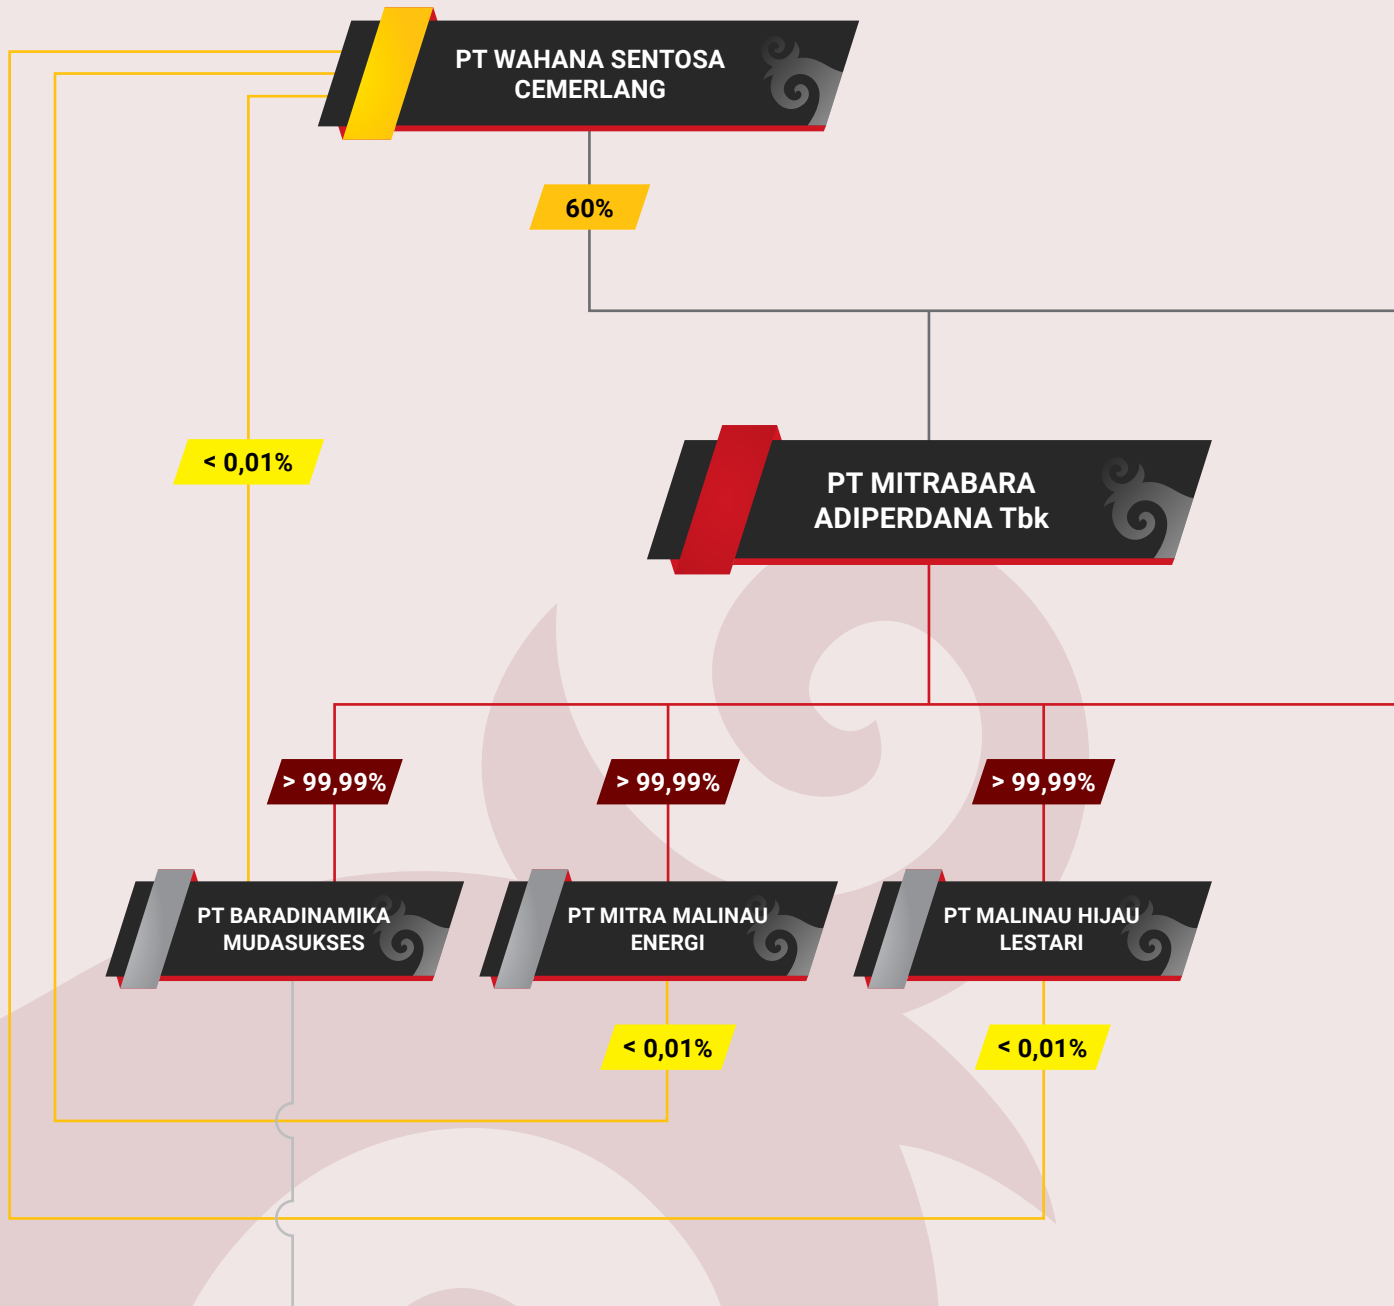 PT WAHANA SENTOSA
CEMERLANG
60%
< 0,01%
PT MITRABARA
ADIPERDANA Tbk
> 99,99%
> 99,99%
> 99,99%
PT BARADINAMIKA
MUDASUKSES
PT MITRA MALINAU
ENERGI
PT MALINAU HIJAU
LESTARI
< 0,01%
< 0,01%